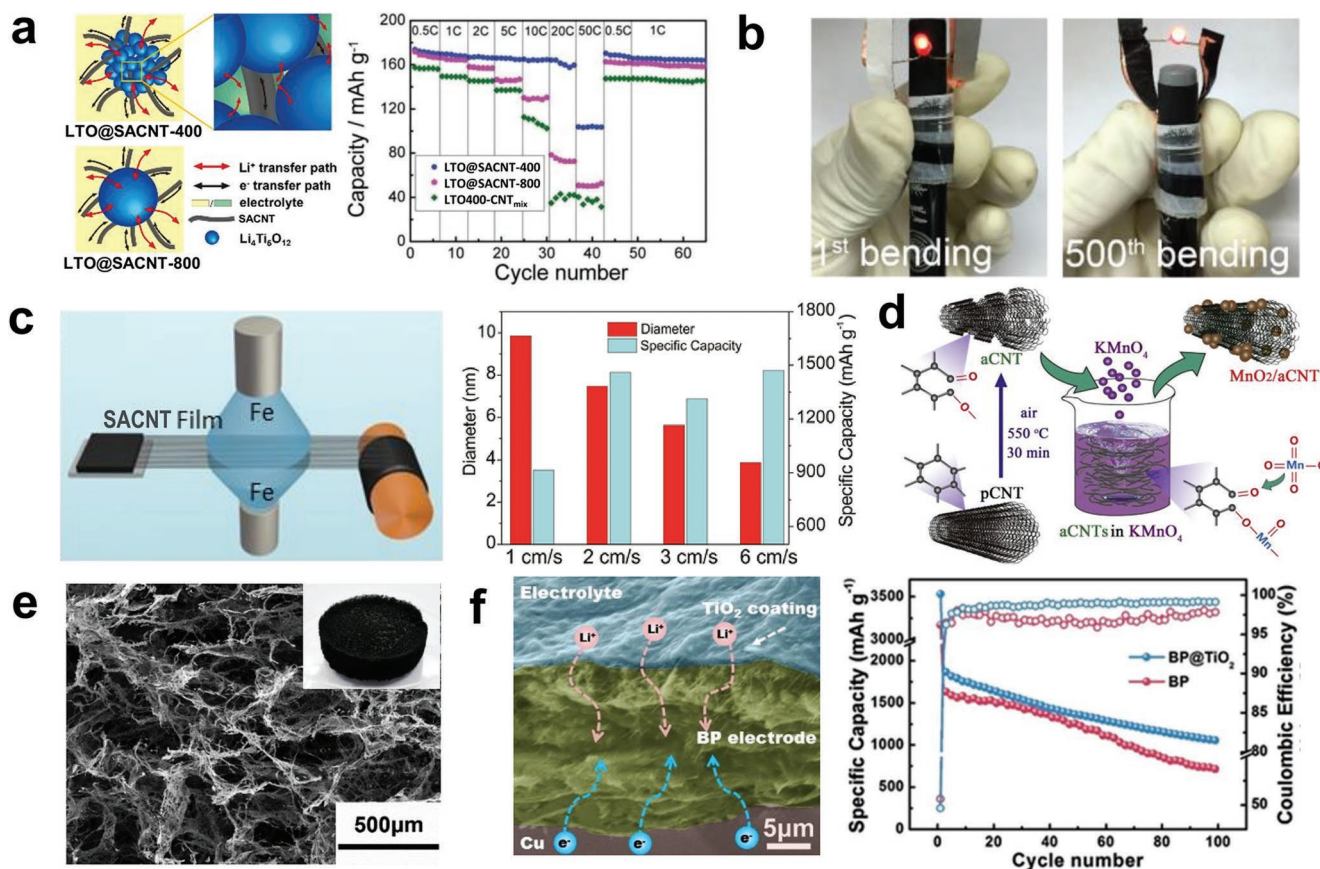 a
LTO@SACNT-400
Li⁺ transfer path
e⁻ transfer path
electrolyte
SACNT
Li₄Ti₅O₁₂
LTO@SACNT-800
Capacity / mAh g⁻¹
200
160
120
80
40
0
0.5C 1C 2C 5C 10C 20C 50C 0.5C 1C
LTO@SACNT-400
LTO@SACNT-800
LTO400-CNTmix
0 10 20 30 40 50 60
Cycle number
b
1st bending
500th bending
c
SACNT Film
Fe
Fe
Diameter (nm)
10
8
6
4
2
0
Diameter
Specific Capacity
1800
1500
1200
900
600
Specific Capacity (mAh g⁻¹)
1 cm/s 2 cm/s 3 cm/s 6 cm/s
d
aCNT
KMnO₄
MnO₂/aCNT
air
550 °C
30 min
pCNT
aCNTs in KMnO₄
O
O
O
O
Mn
O
O
O
O
Mn
O
e
500μm
f
Electrolyte
TiO₂ coating
Li⁺
Li⁺
Li⁺
BP electrode
Cu
e⁻
e⁻
e⁻
5μm
Specific Capacity (mAh g⁻¹)
3500
3000
1750
1500
1250
1000
750
500
250
0
BP@TiO₂
BP
100
95
90
85
80
50
Coulombic Efficiency (%)
0 20 40 60 80 100
Cycle number